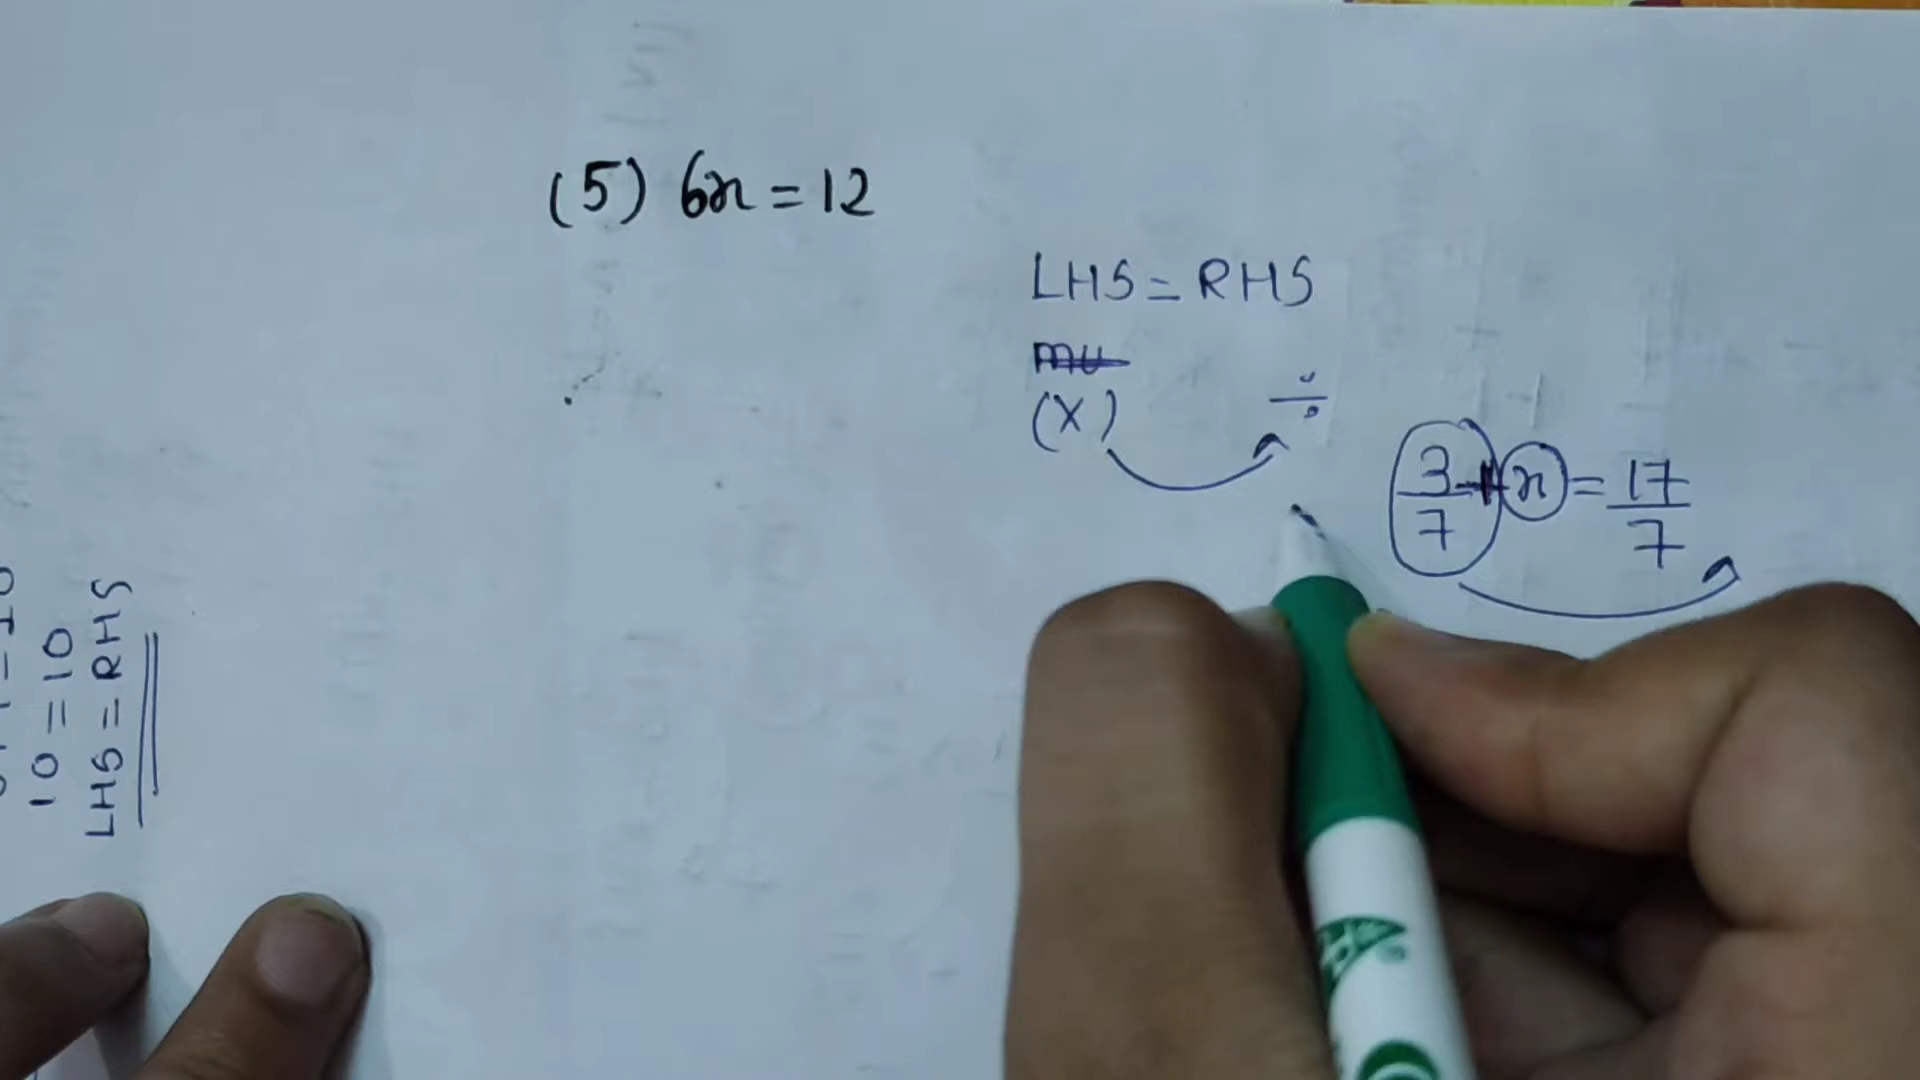 (5) 6x = 12
LHS = RHS
mu
(X) ÷
3/7 + x = 17/7
10 = 10
LHS = RHS